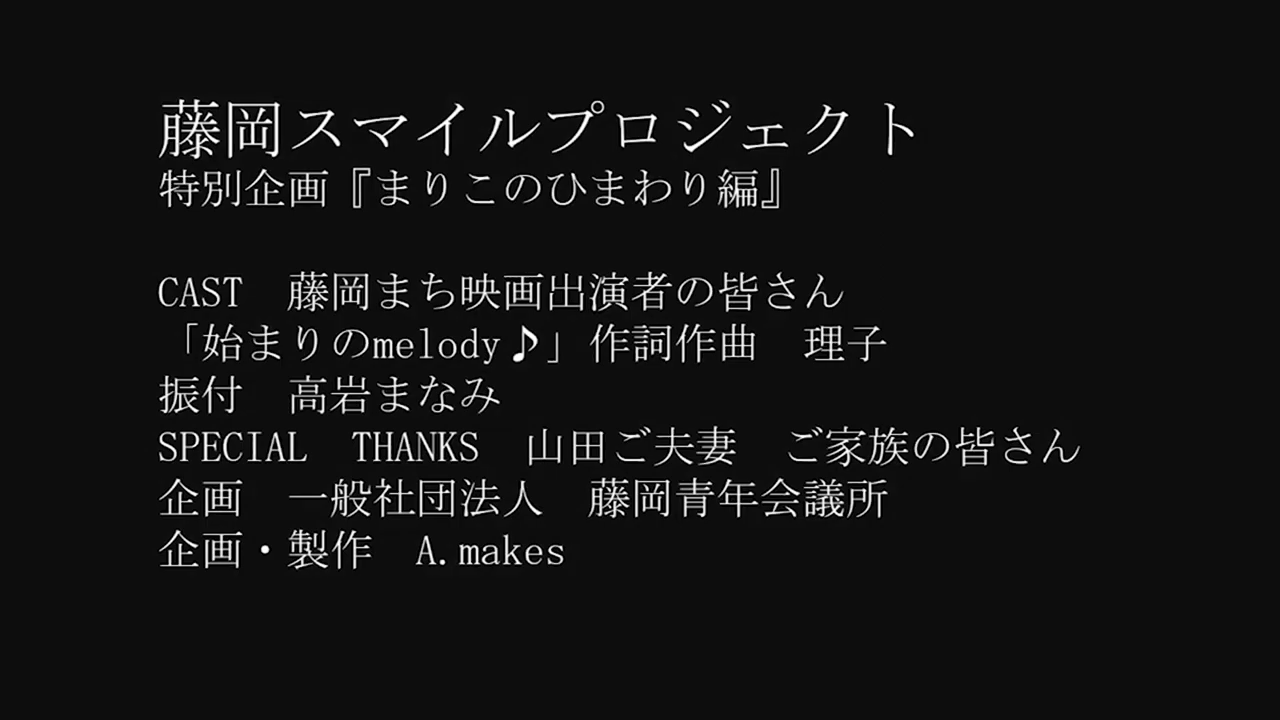 藤岡スマイルプロジェクト
特別企画『まりこのひまわり編』
CAST　藤岡まち映画出演者の皆さん
「始まりのmelody♪」作詞作曲　理子
振付　高岩まなみ
SPECIAL　THANKS　山田ご夫妻　ご家族の皆さん
企画　一般社団法人　藤岡青年会議所
企画・製作　A.makes